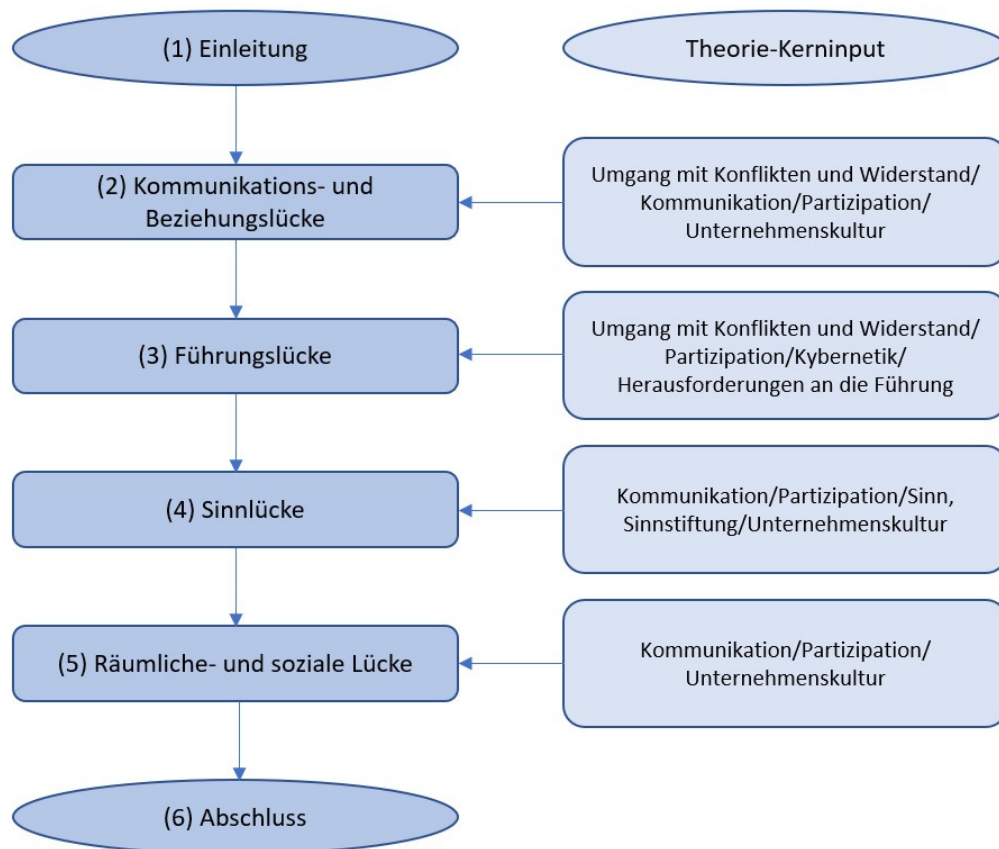 (1) Einleitung
Theorie-Kerninput
(2) Kommunikations- und
Beziehungslücke
Umgang mit Konflikten und Widerstand/
Kommunikation/Partizipation/
Unternehmenskultur
(3) Führungslücke
Umgang mit Konflikten und Widerstand/
Partizipation/Kybernetik/
Herausforderungen an die Führung
(4) Sinnlücke
Kommunikation/Partizipation/Sinn,
Sinnstiftung/Unternehmenskultur
(5) Räumliche- und soziale Lücke
Kommunikation/Partizipation/
Unternehmenskultur
(6) Abschluss